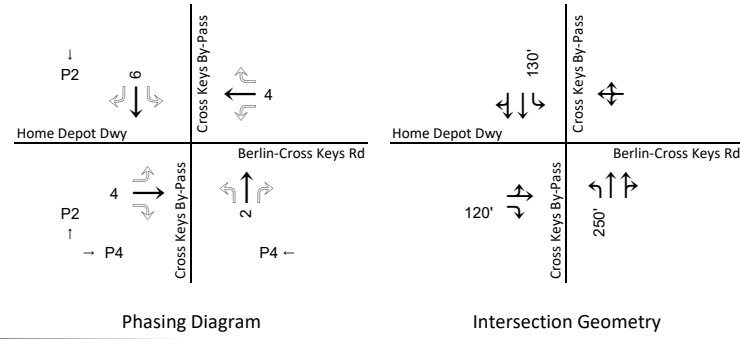 ↓
P2
6
Cross Keys By-Pass
4
Home Depot Dwy
Berlin-Cross Keys Rd
4
P2
↑
→ P4
Cross Keys By-Pass
2
P4 ←
Phasing Diagram
130'
Cross Keys By-Pass
Home Depot Dwy
Berlin-Cross Keys Rd
120'
Cross Keys By-Pass
250'
Intersection Geometry